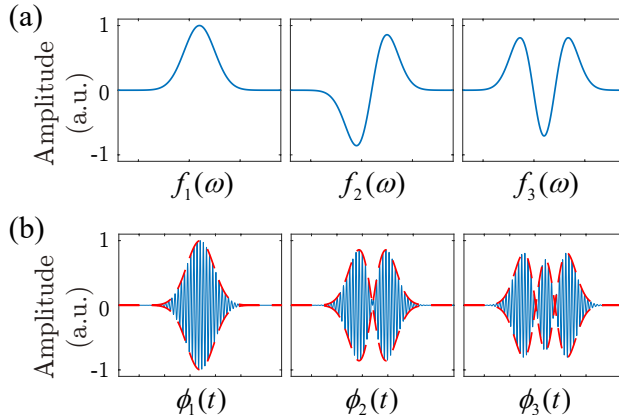 (a)
Amplitude
(a.u.)
1
0
-1
f₁(ω)
f₂(ω)
f₃(ω)
(b)
Amplitude
(a.u.)
1
0
-1
ϕ₁(t)
ϕ₂(t)
ϕ₃(t)